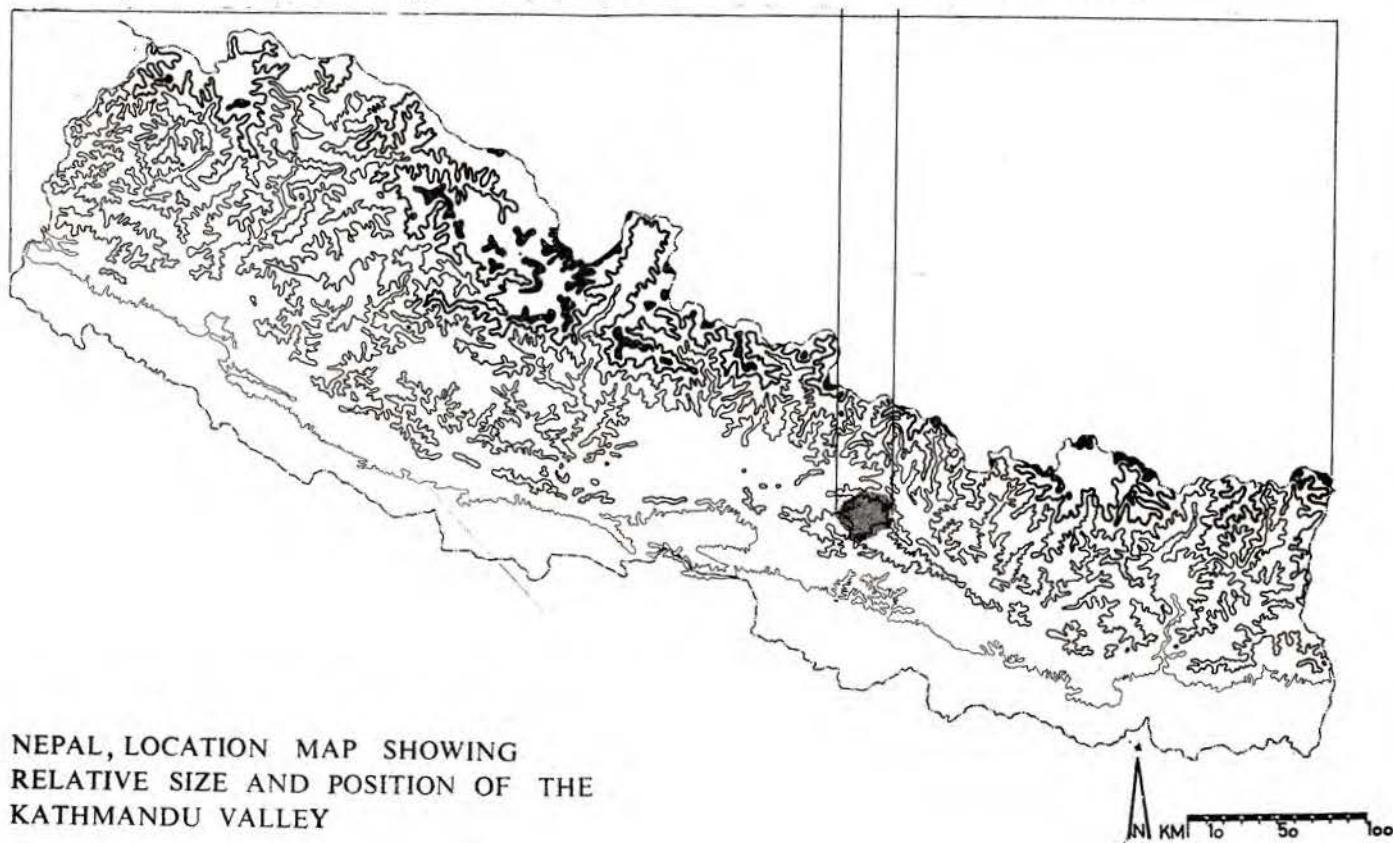 NEPAL, LOCATION MAP SHOWING
RELATIVE SIZE AND POSITION OF THE
KATHMANDU VALLEY
N KM 10 50 100